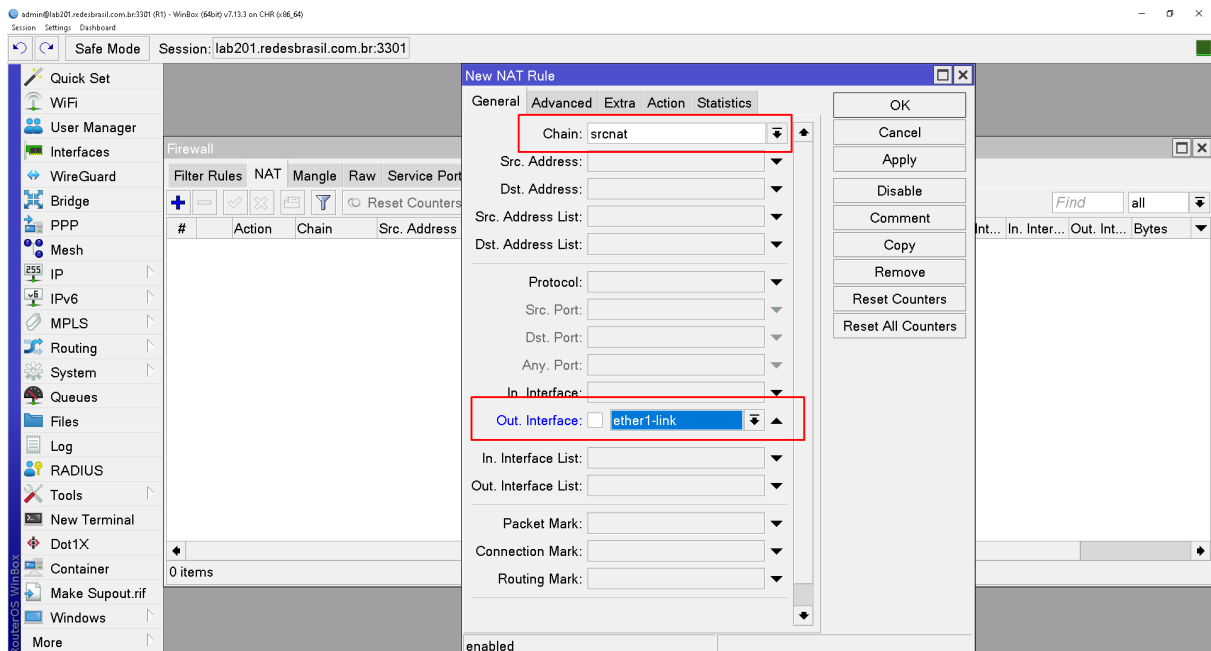 admin@lab201.redesbrasil.com.br:3301 (R1) - WinBox (64bit) v7.13.3 on CHR (x86_64)
Session Settings Dashboard
Safe Mode Session: lab201.redesbrasil.com.br:3301
Quick Set
WiFi
User Manager
Interfaces
WireGuard
Bridge
PPP
Mesh
IP
IPv6
MPLS
Routing
System
Queues
Files
Log
RADIUS
Tools
New Terminal
Dot1X
Container
Make Supout.rif
Windows
More
RouterOS WinBox
Firewall
Filter Rules NAT Mangle Raw Service Port
Reset Counters
Find all
# Action Chain Src. Address Int... In. Inter... Out. Int... Bytes
0 items
New NAT Rule
General Advanced Extra Action Statistics
Chain: srcnat
Src. Address:
Dst. Address:
Src. Address List:
Dst. Address List:
Protocol:
Src. Port:
Dst. Port:
Any. Port:
In. Interface:
Out. Interface: ether1-link
In. Interface List:
Out. Interface List:
Packet Mark:
Connection Mark:
Routing Mark:
enabled
OK
Cancel
Apply
Disable
Comment
Copy
Remove
Reset Counters
Reset All Counters